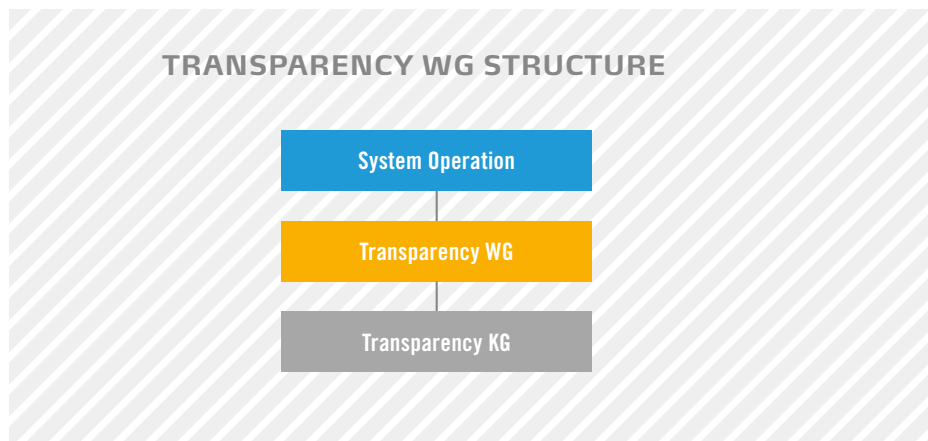 TRANSPARENCY WG STRUCTURE
System Operation
Transparency WG
Transparency KG